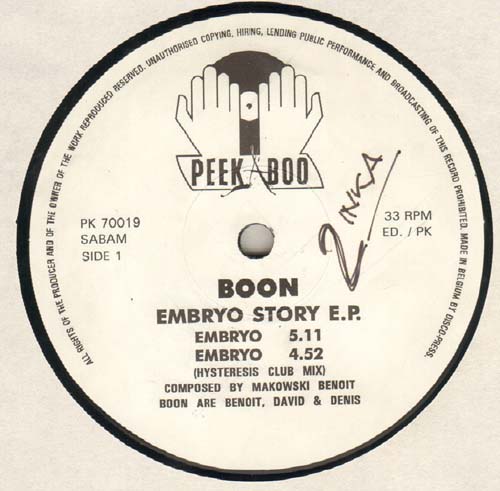 ALL RIGHTS OF THE PRODUCER AND OF THE OWNER OF THE WORK REPRODUCED RESERVED. UNAUTHORISED COPYING, HIRING, LENDING PUBLIC PERFORMANCE AND BROADCASTING OF THIS RECORD PROHIBITED. MADE IN BELGIUM BY DISCO-PRESS.
PEEK A BOO
PK 70019
SABAM
SIDE 1
33 RPM
ED. / PK
BOON
EMBRYO STORY E.P.
EMBRYO 5.11
EMBRYO 4.52
(HYSTERESIS CLUB MIX)
COMPOSED BY MAKOWSKI BENOIT
BOON ARE BENOIT, DAVID & DENIS